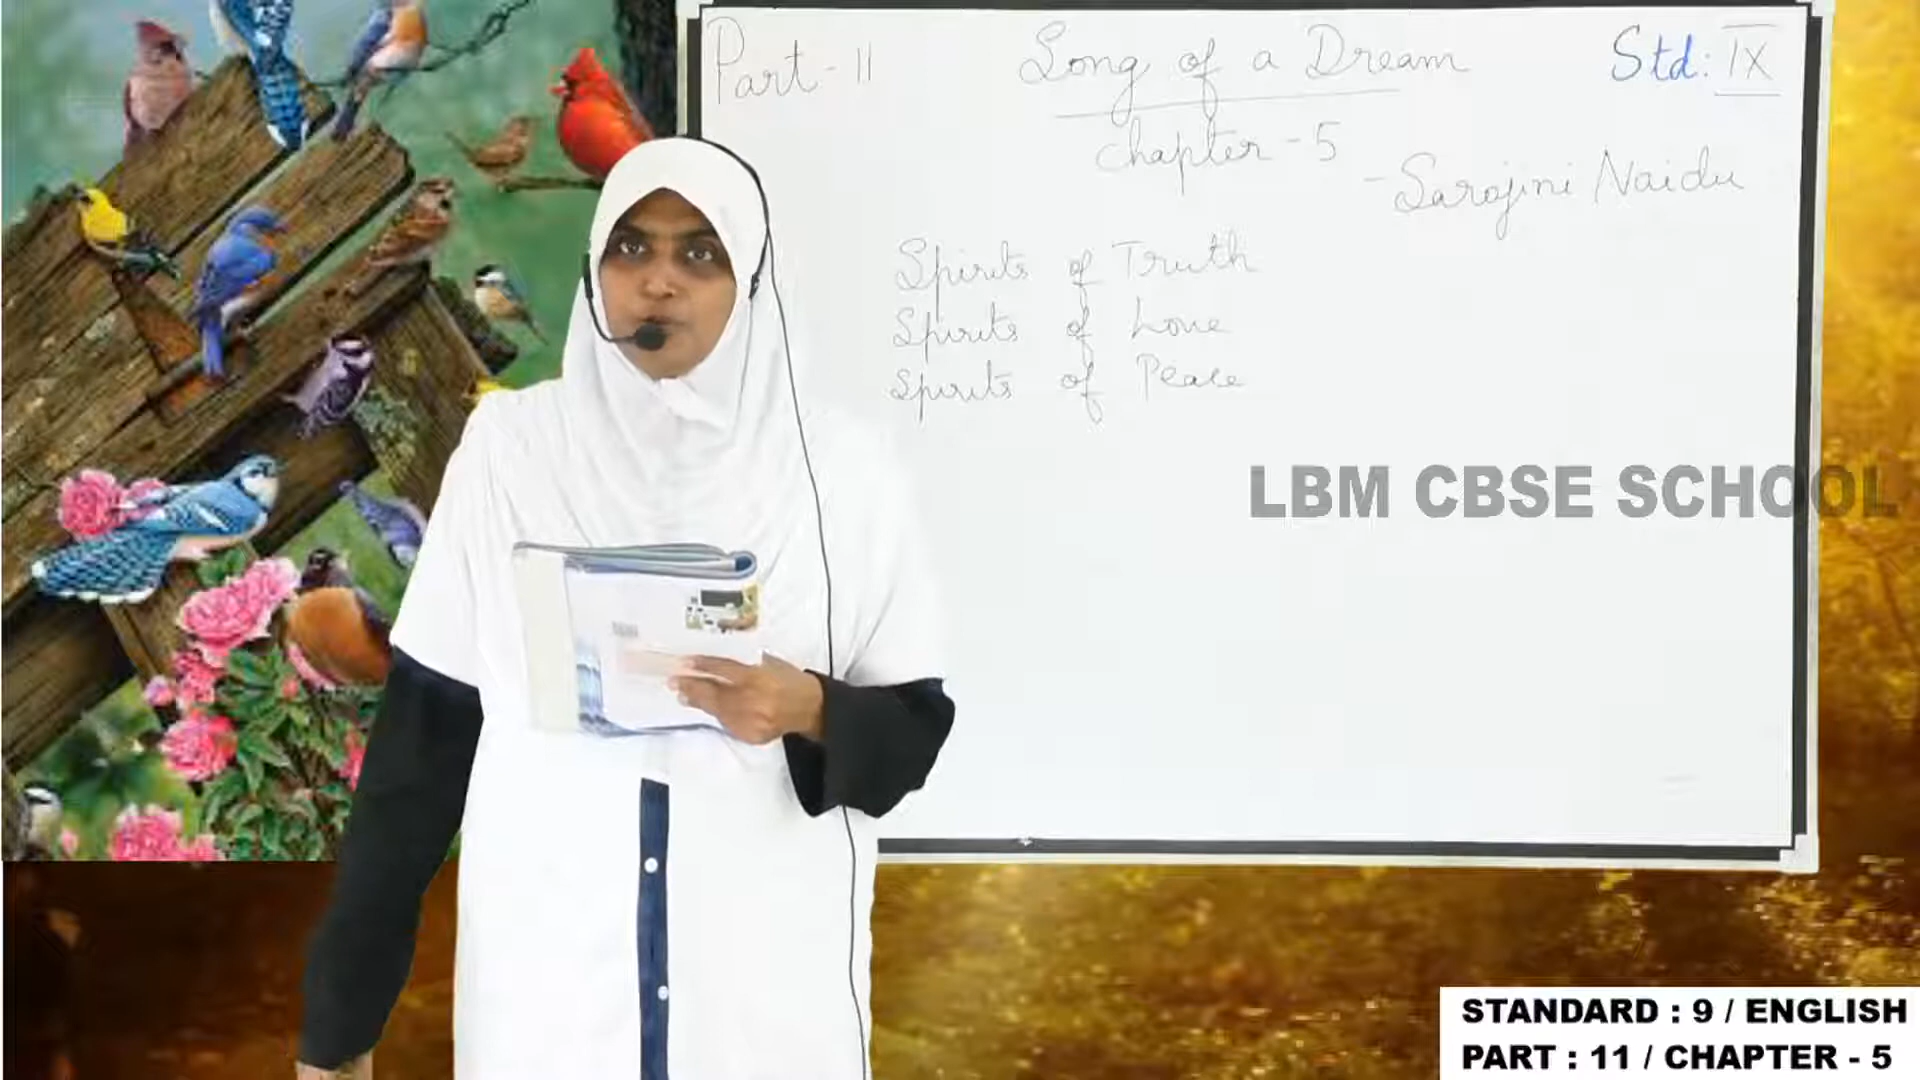 Part - 11
Song of a Dream
Std: IX
Chapter - 5
- Sarojini Naidu
Spirits of Truth
Spirits of Love
Spirits of Peace
LBM CBSE SCHOOL
STANDARD : 9 / ENGLISH
PART : 11 / CHAPTER - 5